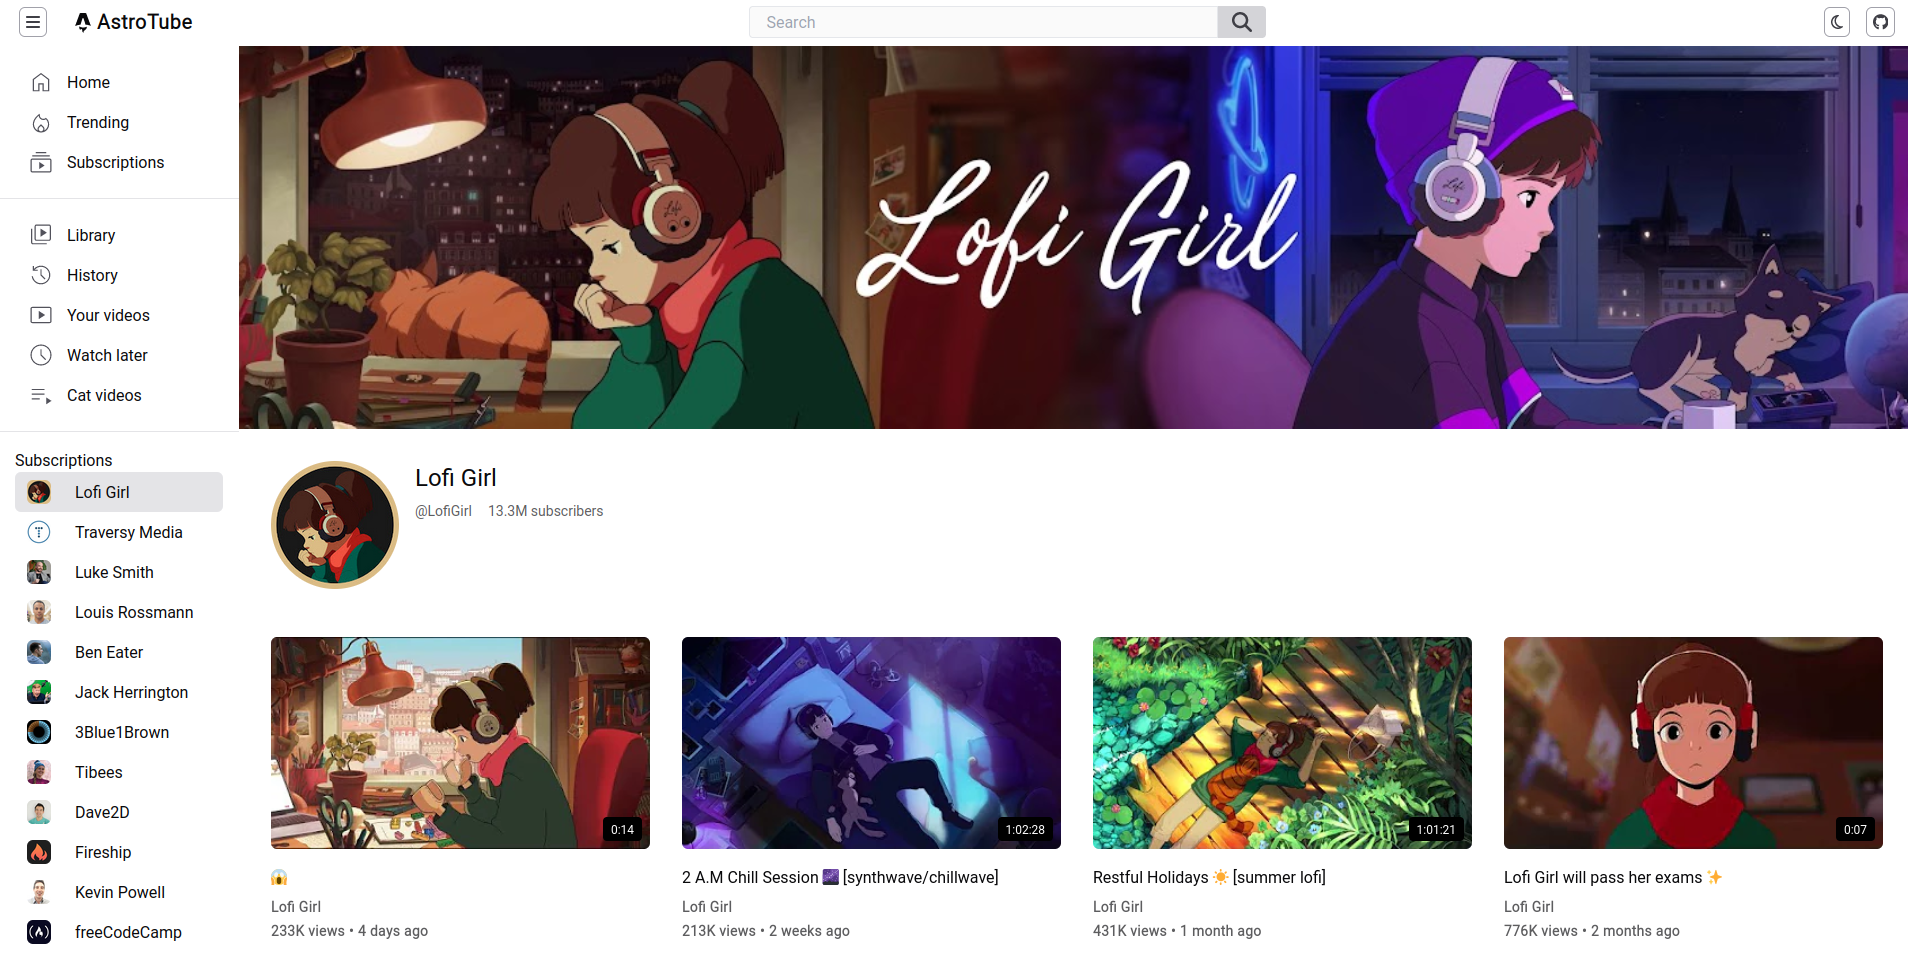 AstroTube
Search
Home
Trending
Subscriptions
Library
History
Your videos
Watch later
Cat videos
Subscriptions
Lofi Girl
Traversy Media
Luke Smith
Louis Rossmann
Ben Eater
Jack Herrington
3Blue1Brown
Tibees
Dave2D
Fireship
Kevin Powell
freeCodeCamp
Lofi Girl
Lofi
Lofi
Lofi Girl
@LofiGirl 13.3M subscribers
0:14
😱
Lofi Girl
233K views • 4 days ago
1:02:28
2 A.M Chill Session 🌌 [synthwave/chillwave]
Lofi Girl
213K views • 2 weeks ago
1:01:21
Restful Holidays ☀️ [summer lofi]
Lofi Girl
431K views • 1 month ago
0:07
Lofi Girl will pass her exams ✨
Lofi Girl
776K views • 2 months ago